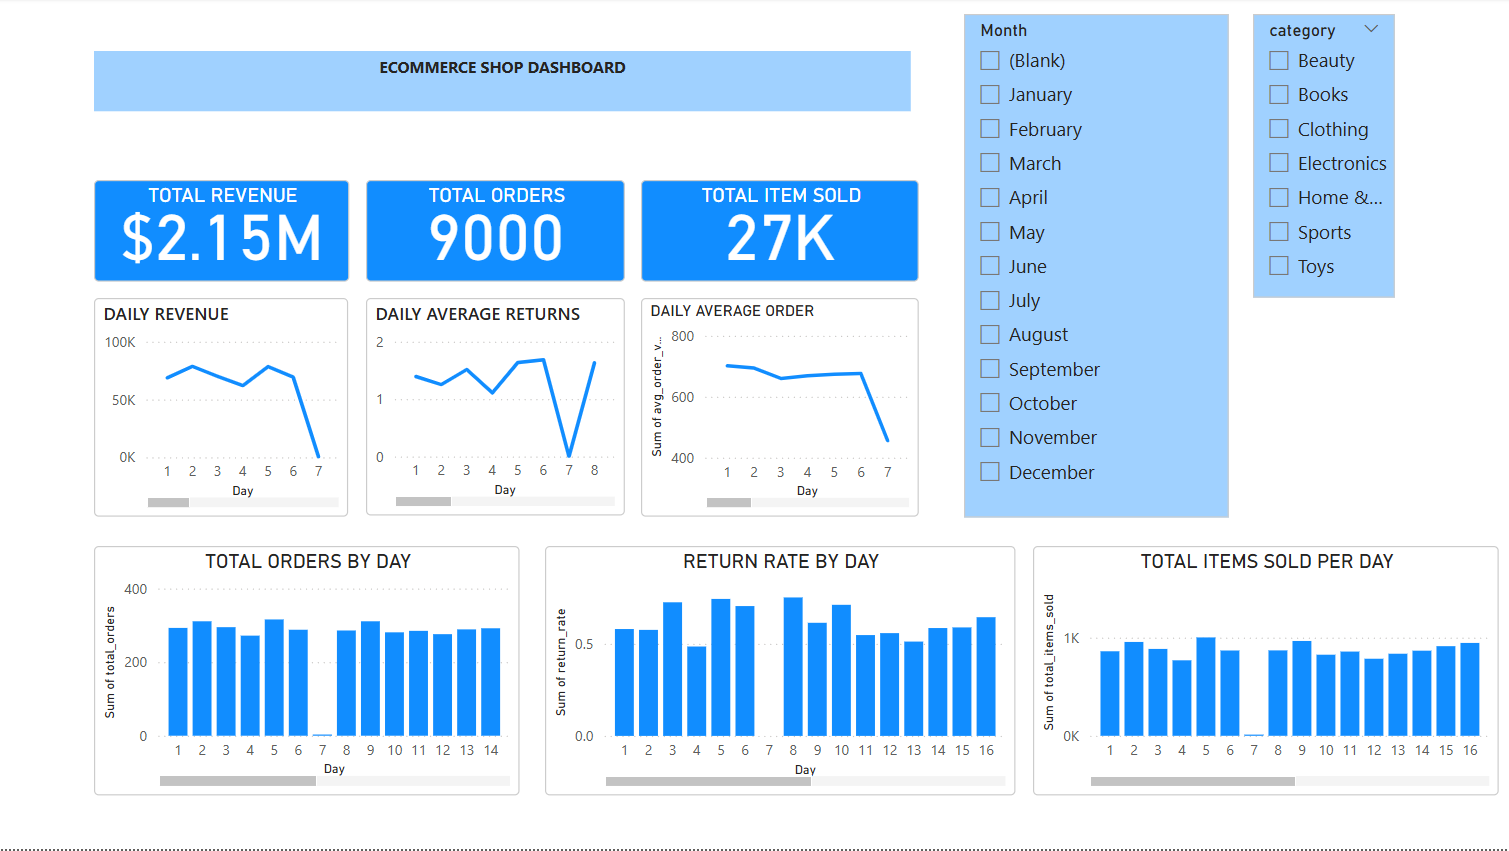 ECOMMERCE SHOP DASHBOARD
Month
(Blank)
January
February
March
April
May
June
July
August
September
October
November
December
category
Beauty
Books
Clothing
Electronics
Home &...
Sports
Toys
TOTAL REVENUE
$2.15M
TOTAL ORDERS
9000
TOTAL ITEM SOLD
27K
DAILY REVENUE
100K
50K
0K
1 2 3 4 5 6 7
Day
DAILY AVERAGE RETURNS
2
1
0
1 2 3 4 5 6 7 8
Day
DAILY AVERAGE ORDER
Sum of avg_order_v...
800
600
400
1 2 3 4 5 6 7
Day
TOTAL ORDERS BY DAY
Sum of total_orders
400
200
0
1 2 3 4 5 6 7 8 9 10 11 12 13 14
Day
RETURN RATE BY DAY
Sum of return_rate
0.5
0.0
1 2 3 4 5 6 7 8 9 10 11 12 13 14 15 16
Day
TOTAL ITEMS SOLD PER DAY
Sum of total_items_sold
1K
0K
1 2 3 4 5 6 7 8 9 10 11 12 13 14 15 16